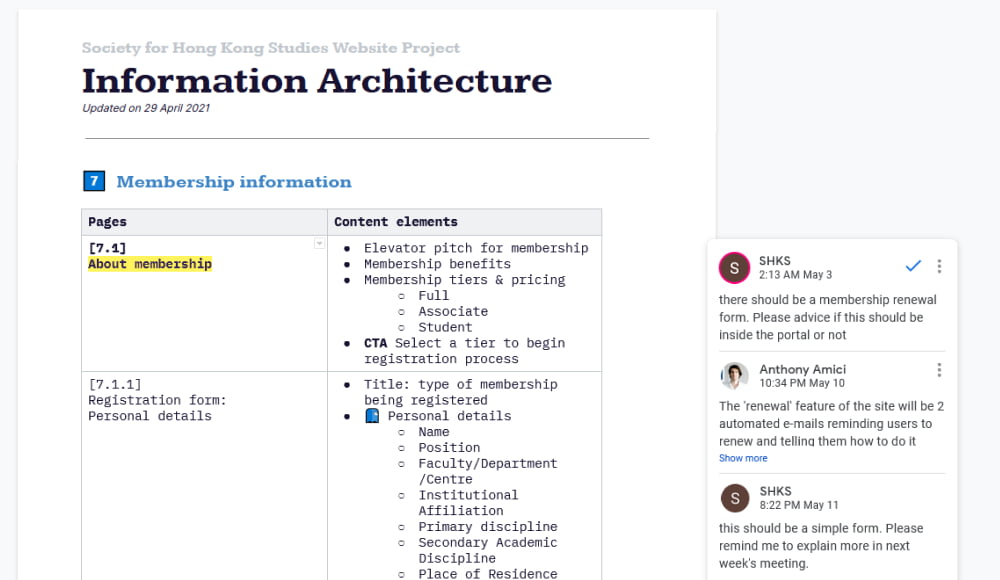 Society for Hong Kong Studies Website Project
Information Architecture
Updated on 29 April 2021
7 Membership information
Pages
Content elements
[7.1]
About membership
● Elevator pitch for membership
● Membership benefits
● Membership tiers & pricing
○ Full
○ Associate
○ Student
● CTA Select a tier to begin
registration process
[7.1.1]
Registration form:
Personal details
● Title: type of membership
being registered
● Personal details
○ Name
○ Position
○ Faculty/Department
/Centre
○ Institutional
Affiliation
○ Primary discipline
○ Secondary Academic
Discipline
○ Place of Residence
S
SHKS
2:13 AM May 3
there should be a membership renewal
form. Please advice if this should be
inside the portal or not
Anthony Amici
10:34 PM May 10
The 'renewal' feature of the site will be 2
automated e-mails reminding users to
renew and telling them how to do it
Show more
S
SHKS
8:22 PM May 11
this should be a simple form. Please
remind me to explain more in next
week's meeting.